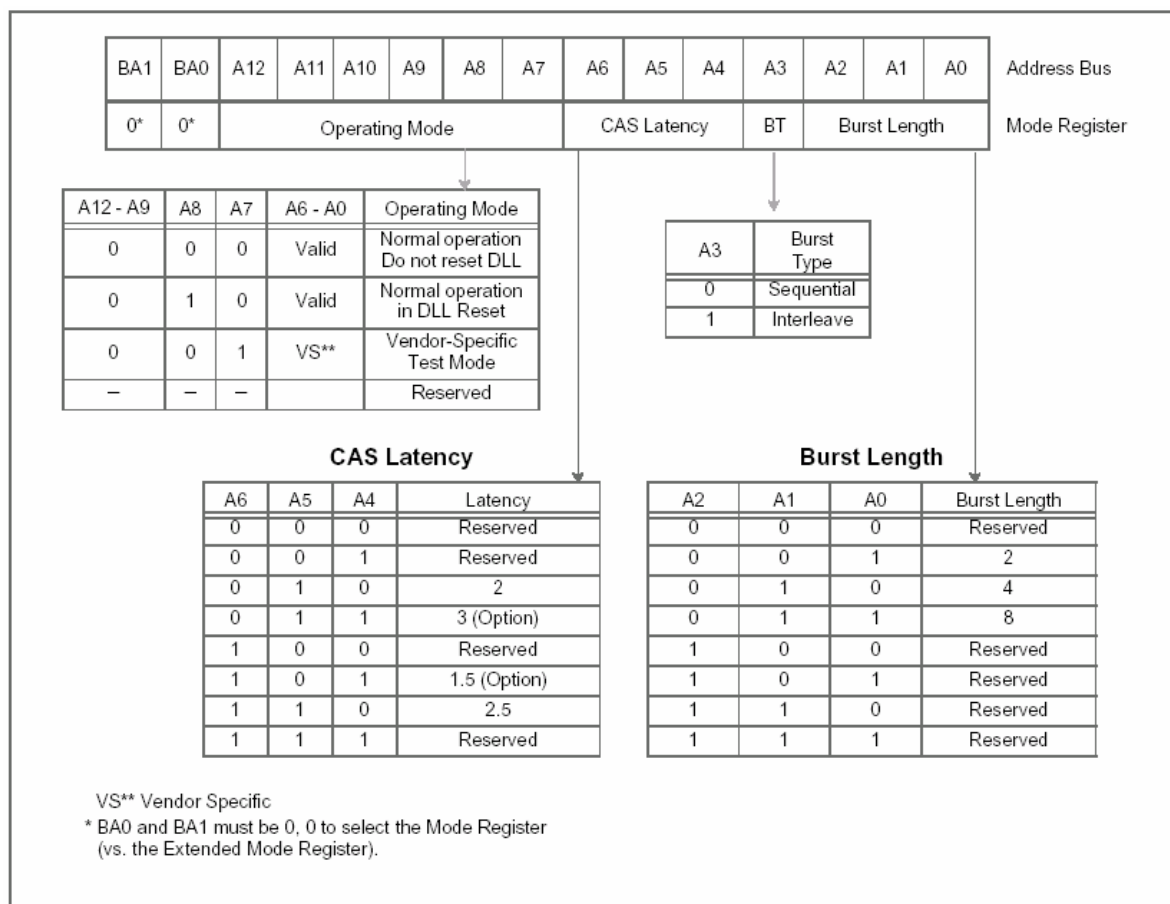 BA1 BA0 A12 A11 A10 A9 A8 A7 A6 A5 A4 A3 A2 A1 A0 Address Bus
0* 0* Operating Mode CAS Latency BT Burst Length Mode Register
A12 - A9 A8 A7 A6 - A0 Operating Mode
0 0 0 Valid Normal operation
Do not reset DLL
0 1 0 Valid Normal operation
in DLL Reset
0 0 1 VS** Vendor-Specific
Test Mode
– – – Reserved
A3 Burst
Type
0 Sequential
1 Interleave
CAS Latency
A6 A5 A4 Latency
0 0 0 Reserved
0 0 1 Reserved
0 1 0 2
0 1 1 3 (Option)
1 0 0 Reserved
1 0 1 1.5 (Option)
1 1 0 2.5
1 1 1 Reserved
Burst Length
A2 A1 A0 Burst Length
0 0 0 Reserved
0 0 1 2
0 1 0 4
0 1 1 8
1 0 0 Reserved
1 0 1 Reserved
1 1 0 Reserved
1 1 1 Reserved
VS** Vendor Specific
* BA0 and BA1 must be 0, 0 to select the Mode Register
(vs. the Extended Mode Register).